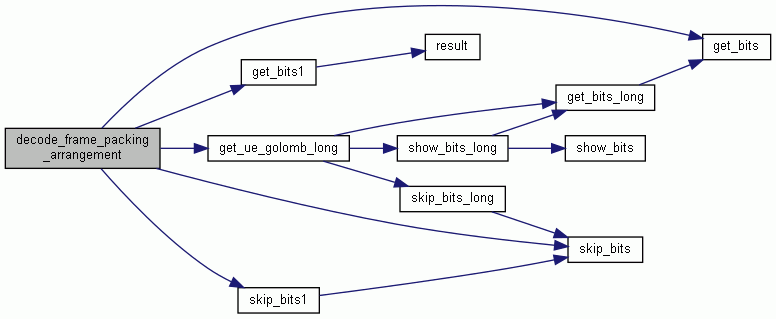 decode_frame_packing
_arrangement
get_bits1
result
get_bits
get_ue_golomb_long
get_bits_long
show_bits_long
show_bits
skip_bits_long
skip_bits
skip_bits1